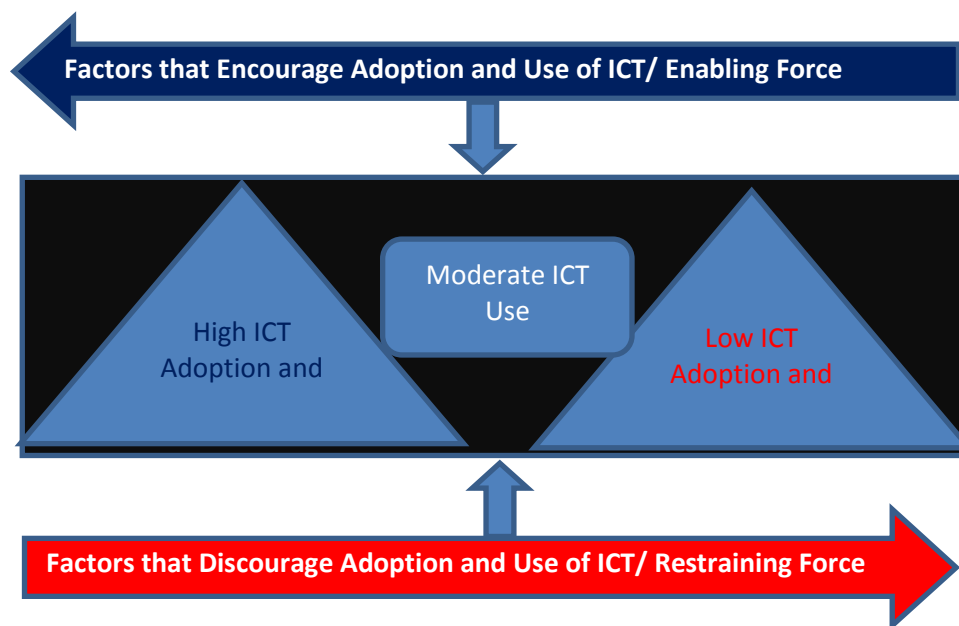 Factors that Encourage Adoption and Use of ICT/ Enabling Force
Moderate ICT
Use
High ICT
Adoption and
Low ICT
Adoption and
Factors that Discourage Adoption and Use of ICT/ Restraining Force